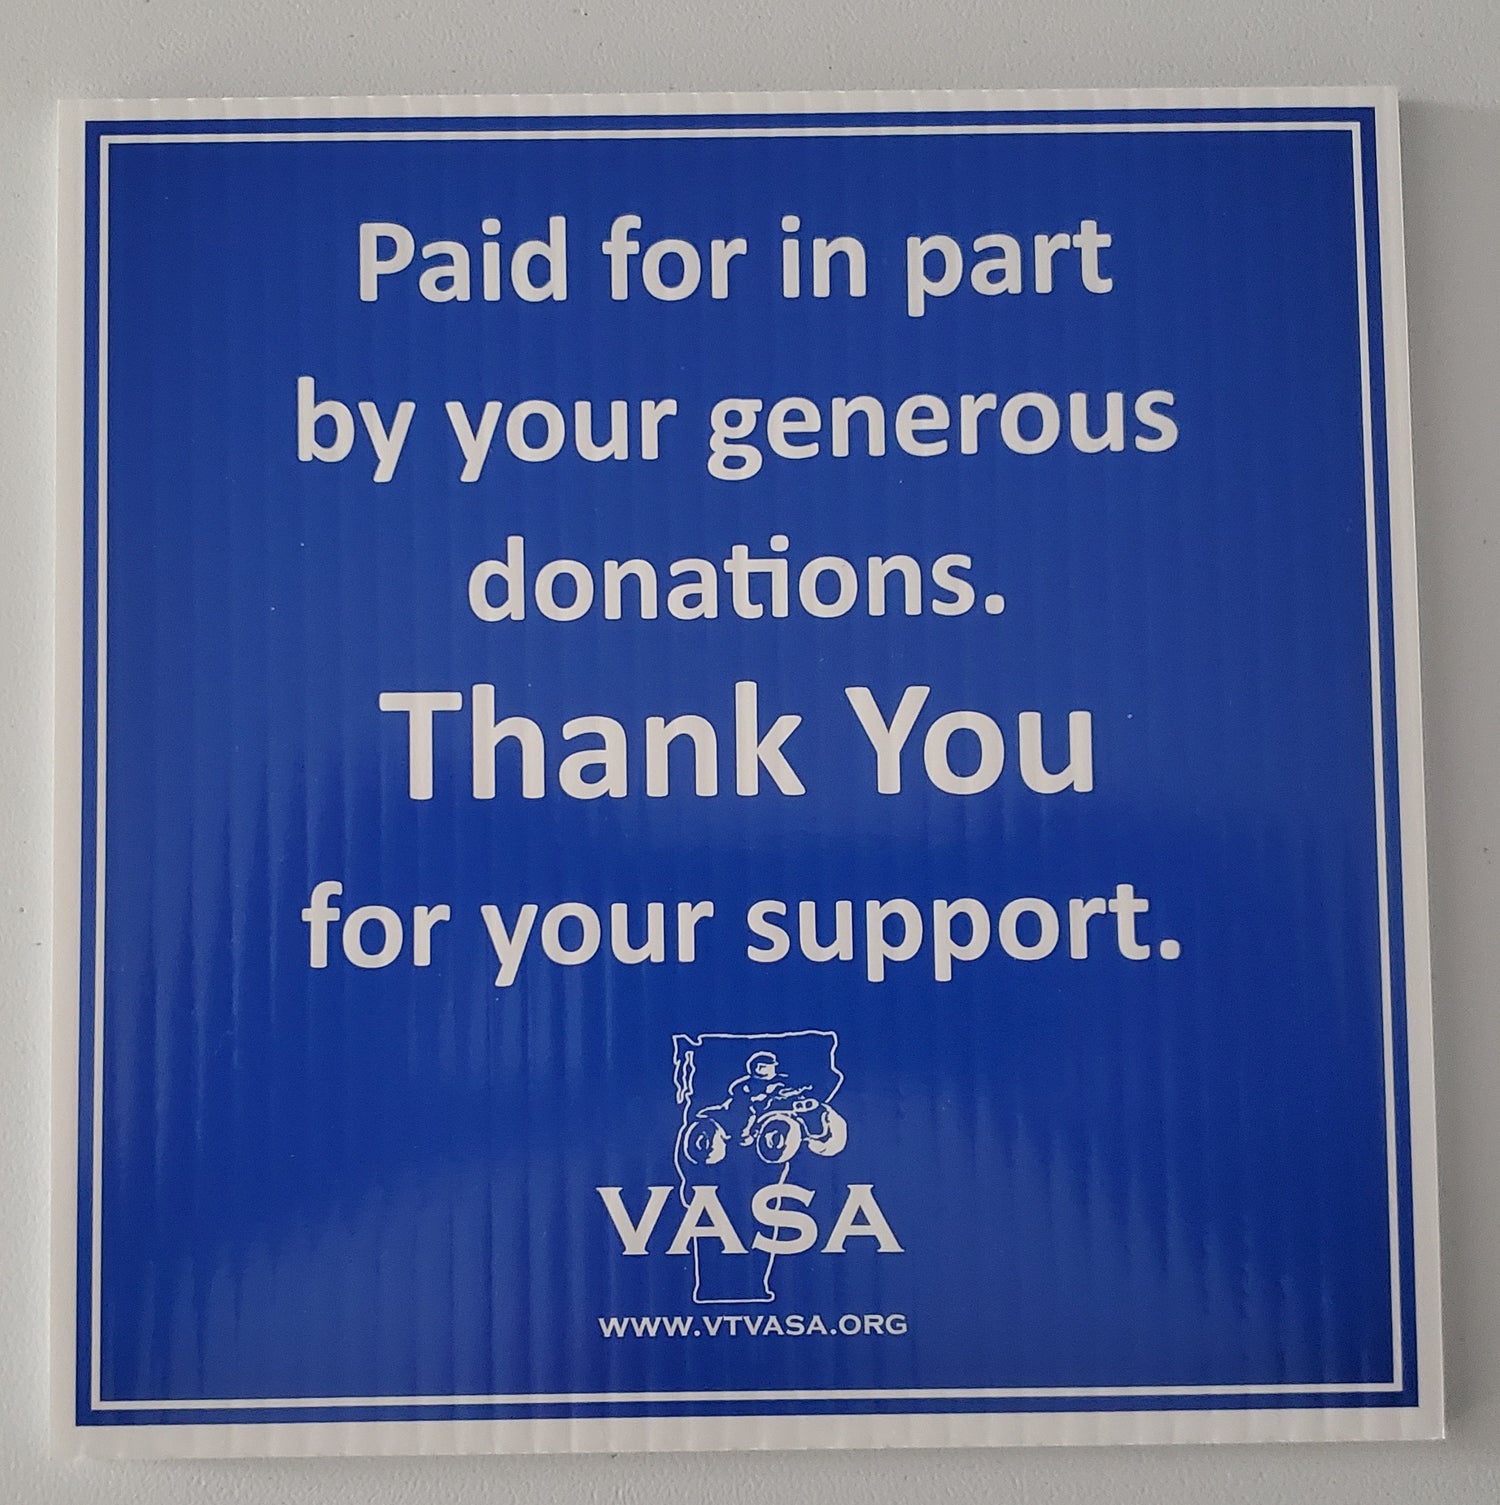 Paid for in part
by your generous
donations.
Thank You
for your support.
VASA
WWW.VTVASA.ORG